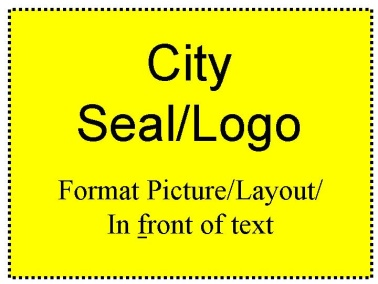 City
Seal/Logo
Format Picture/Layout/
In front of text